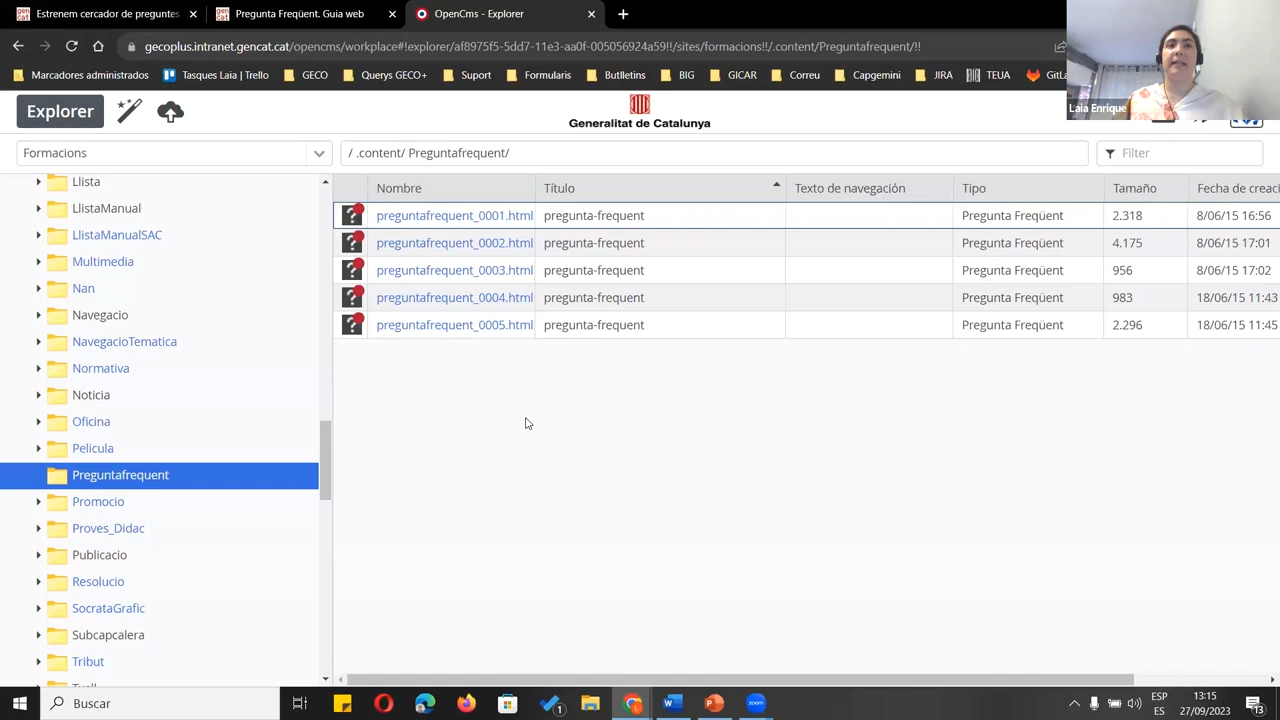 Estrenem cercador de preguntes
Pregunta Freqüent. Guia web
OpenCms - Explorer
geoplus.intranet.gencat.cat/opencms/workplace#!explorer/af8975f5-5dd7-11e3-aa0f-005056924a59!!/sites/formacions!!/.content/Preguntafrequent/!!
Marcadores administrados
Tasques Laia | Trello
GECO
Querys Cm7+
Suport
Formularis
Butlletins
BIG
GICAR
Correu
Capgemini
JIRA
TEUA
Laia Enrique
Explorer
Generalitat de Catalunya
Formacions
/ .content/ Preguntafrequent/
Filter
Nombre Título Texto de navegación Tipo Tamaño
preguntafrequent_0001.html pregunta-frequent Pregunta Freqüent 2.318 8/06/15 16:56
preguntafrequent_0002.html pregunta-frequent Pregunta Freqüent 4.175 8/06/15 17:01
preguntafrequent_0003.html pregunta-frequent Pregunta Freqüent 956 8/06/15 17:02
preguntafrequent_0004.html pregunta-frequent Pregunta Freqüent 983 18/06/15 11:43
preguntafrequent_0005.html pregunta-frequent Pregunta Freqüent 2.296 18/06/15 11:45
Llista
LlistaManual
LlistaManualSAC
Multimedia
Nan
Navegacio
NavegacioTematica
Normativa
Noticia
Oficina
Pelicula
Preguntafrequent
Promocio
Proves_Didac
Publicacio
Resolucio
SocrataGrafic
Subcapcalera
Tribut
Buscar
zoom
ESP
ES
13:15
27/09/2023
13